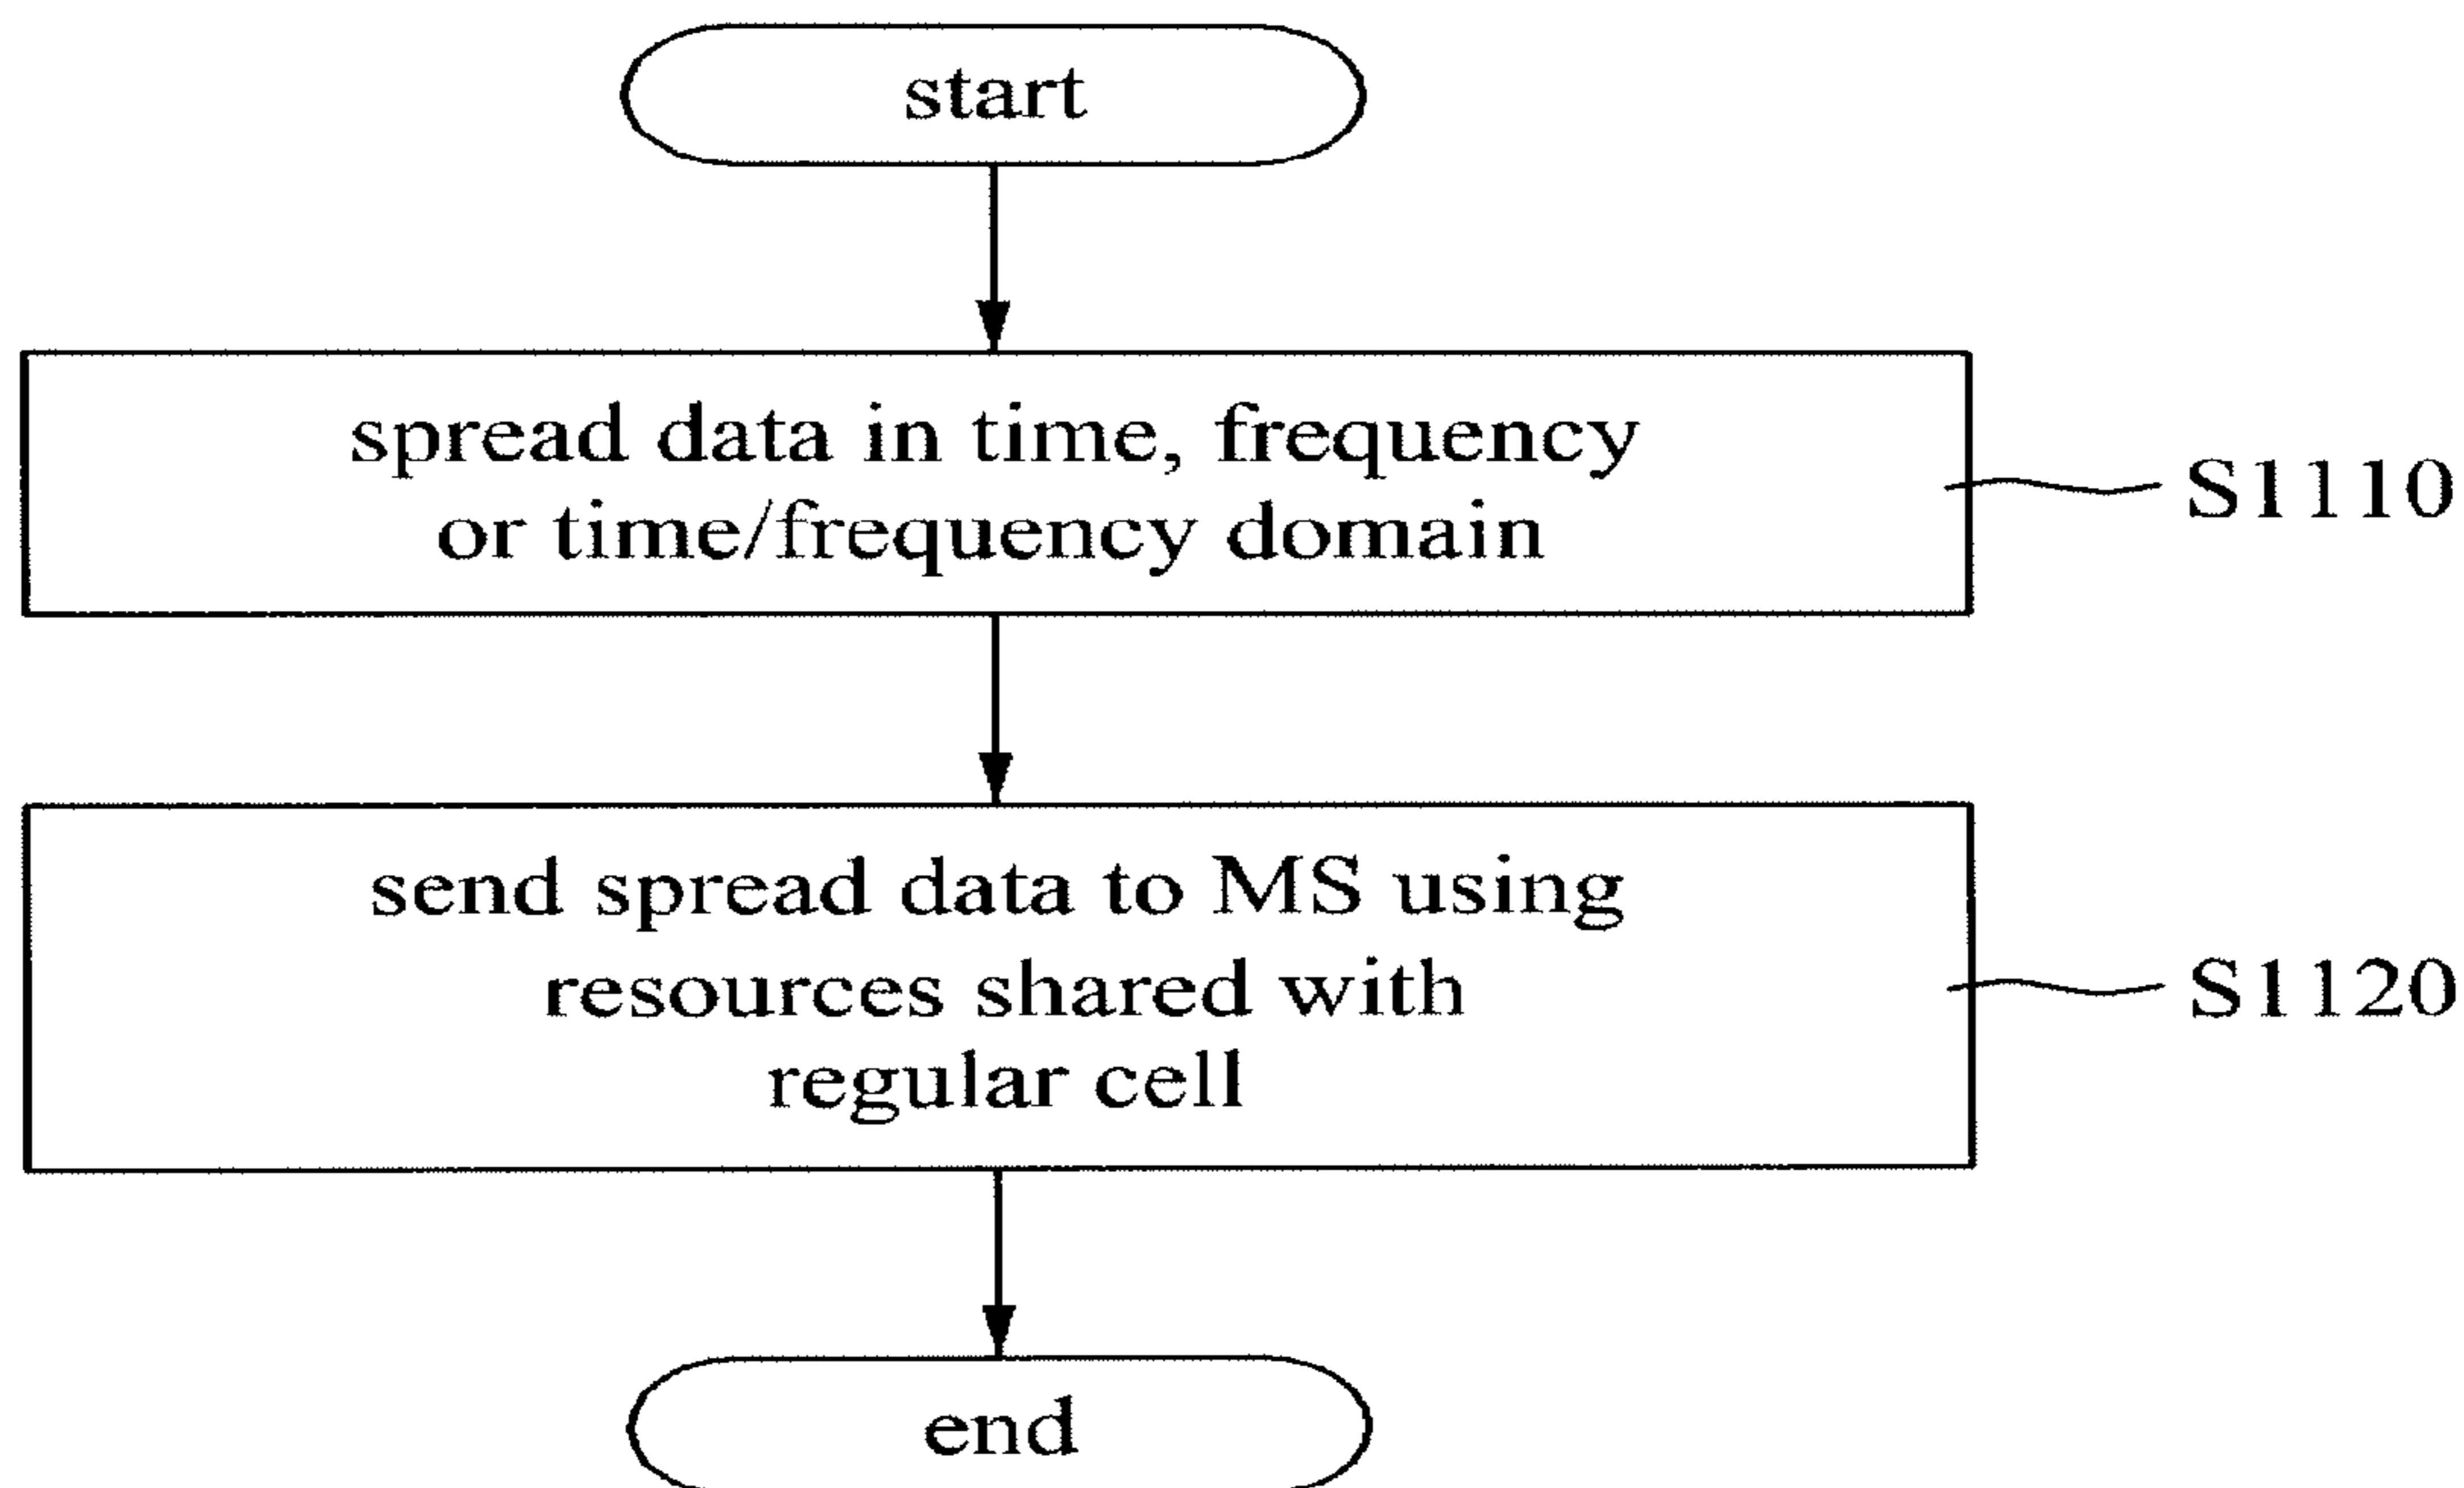 start
spread data in time, frequency
or time/frequency domain
S1110
send spread data to MS using
resources shared with
regular cell
S1120
end